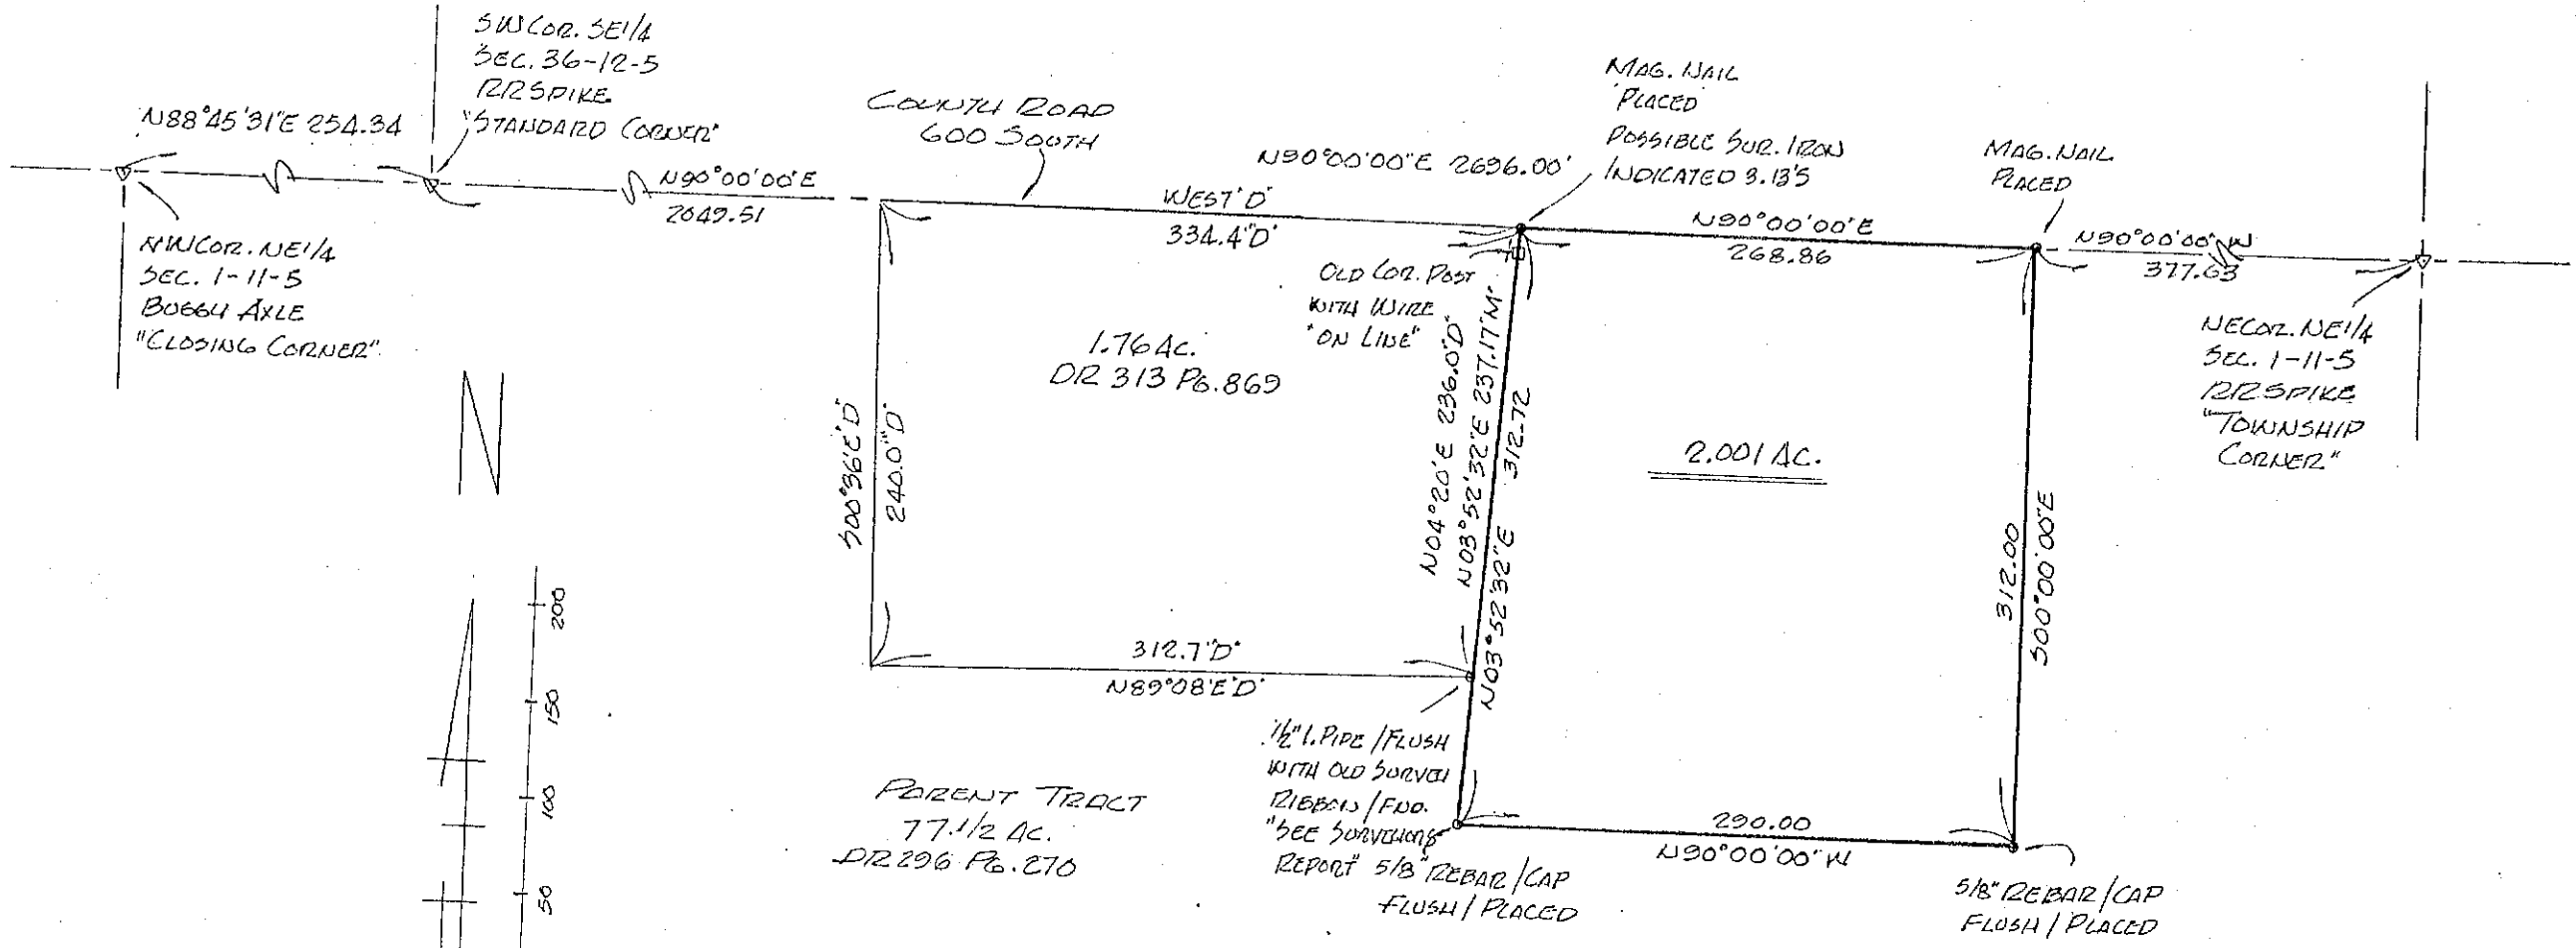 SW COR. SE1/4
SEC. 36-12-5
RR SPIKE
"STANDARD CORNER"
N88°45'31"E 254.34
NW COR. NE1/4
SEC. 1-11-5
BUGGY AXLE
"CLOSING CORNER"
N90°00'00"E
2049.51
COUNTY ROAD
600 SOUTH
N90°00'00"E 2696.00'
WEST"D"
334.4"D"
MAG. NAIL
PLACED
POSSIBLE SUR. IRON
INDICATED 3.13'S
N90°00'00"E
268.86
MAG. NAIL
PLACED
N90°00'00"W
377.63
NE COR. NE1/4
SEC. 1-11-5
RR SPIKE
"TOWNSHIP
CORNER"
OLD COR. POST
WITH WIRE
"ON LINE"
1.76 AC.
DR 313 PG. 869
S00°36'E"D"
240.0'"D"
N04°20'E 236.0'"D"
N03°52'32"E 237.17'"M"
N03°52'32"E 312.72
2.001 AC.
312.00
S00°00'00"E
312.7'"D"
N89°08'E"D"
1/2" I. PIPE / FLUSH
WITH OLD SURVEY
RIBBON / FND.
"SEE SURVEYORS
REPORT"
5/8" REBAR / CAP
FLUSH / PLACED
290.00
N90°00'00"W
5/8" REBAR / CAP
FLUSH / PLACED
PARENT TRACT
77 1/2 AC.
DR 296 PG. 270
N
200
150
100
50